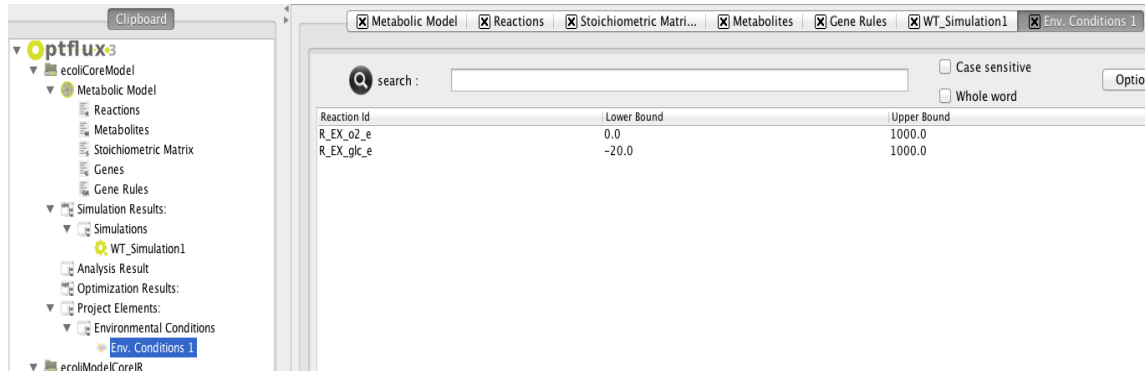 Clipboard
Optflux3
ecoliCoreModel
Metabolic Model
Reactions
Metabolites
Stoichiometric Matrix
Genes
Gene Rules
Simulation Results:
Simulations
WT_Simulation1
Analysis Result
Optimization Results:
Project Elements:
Environmental Conditions
Env. Conditions 1
ecoliModelCoreIR
Metabolic Model Reactions Stoichiometric Matri... Metabolites Gene Rules WT_Simulation1 Env. Conditions 1
search :
Case sensitive
Whole word
Optio
Reaction Id Lower Bound Upper Bound
R_EX_o2_e 0.0 1000.0
R_EX_glc_e -20.0 1000.0